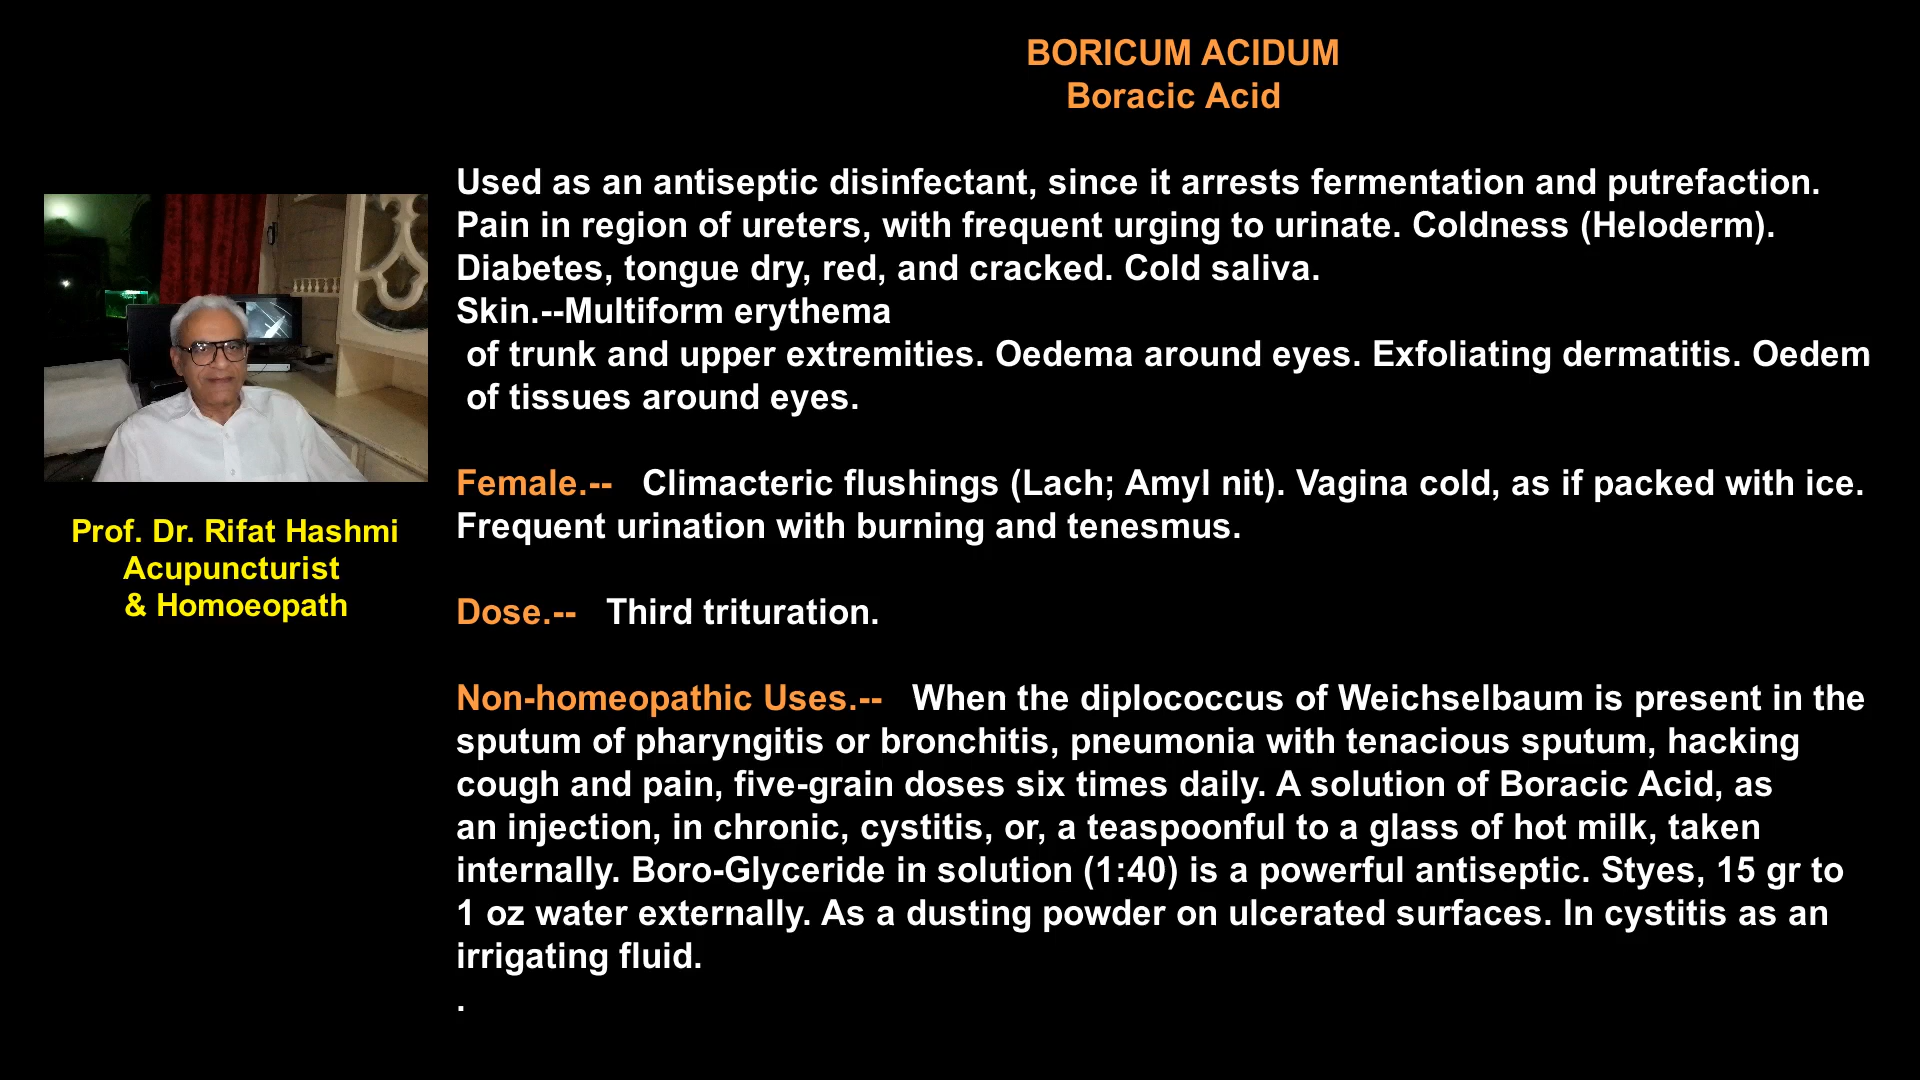 BORICUM ACIDUM
Boracic Acid
Used as an antiseptic disinfectant, since it arrests fermentation and putrefaction.
Pain in region of ureters, with frequent urging to urinate. Coldness (Heloderm).
Diabetes, tongue dry, red, and cracked. Cold saliva.
Skin.--Multiform erythema
of trunk and upper extremities. Oedema around eyes. Exfoliating dermatitis. Oedem
of tissues around eyes.
Female.-- Climacteric flushings (Lach; Amyl nit). Vagina cold, as if packed with ice.
Frequent urination with burning and tenesmus.
Dose.-- Third trituration.
Non-homeopathic Uses.-- When the diplococcus of Weichselbaum is present in the
sputum of pharyngitis or bronchitis, pneumonia with tenacious sputum, hacking
cough and pain, five-grain doses six times daily. A solution of Boracic Acid, as
an injection, in chronic, cystitis, or, a teaspoonful to a glass of hot milk, taken
internally. Boro-Glyceride in solution (1:40) is a powerful antiseptic. Styes, 15 gr to
1 oz water externally. As a dusting powder on ulcerated surfaces. In cystitis as an
irrigating fluid.
.
Prof. Dr. Rifat Hashmi
Acupuncturist
& Homoeopath